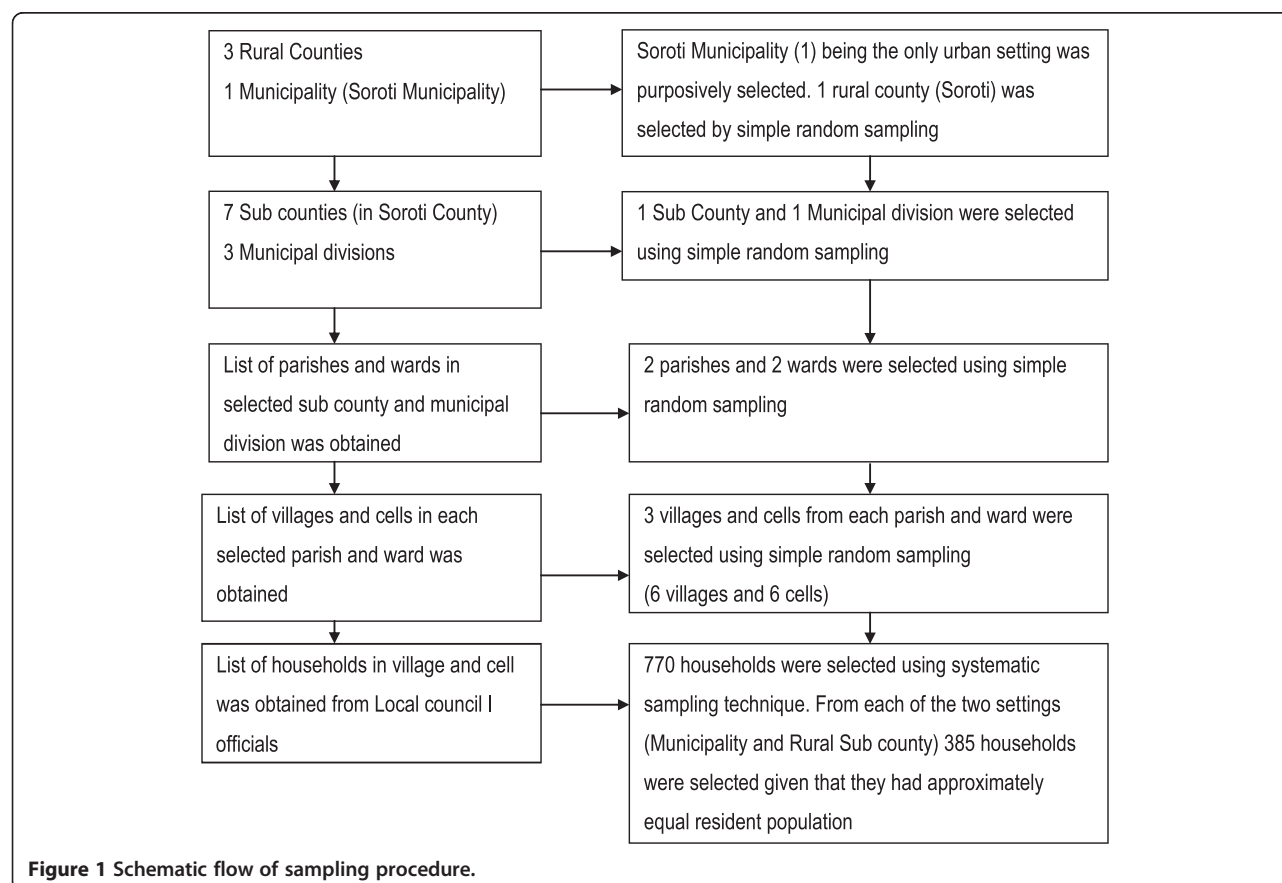 3 Rural Counties
1 Municipality (Soroti Municipality)
Soroti Municipality (1) being the only urban setting was
purposively selected. 1 rural county (Soroti) was
selected by simple random sampling
7 Sub counties (in Soroti County)
3 Municipal divisions
1 Sub County and 1 Municipal division were selected
using simple random sampling
List of parishes and wards in
selected sub county and municipal
division was obtained
2 parishes and 2 wards were selected using simple
random sampling
List of villages and cells in each
selected parish and ward was
obtained
3 villages and cells from each parish and ward were
selected using simple random sampling
(6 villages and 6 cells)
List of households in village and cell
was obtained from Local council I
officials
770 households were selected using systematic
sampling technique. From each of the two settings
(Municipality and Rural Sub county) 385 households
were selected given that they had approximately
equal resident population
Figure 1 Schematic flow of sampling procedure.